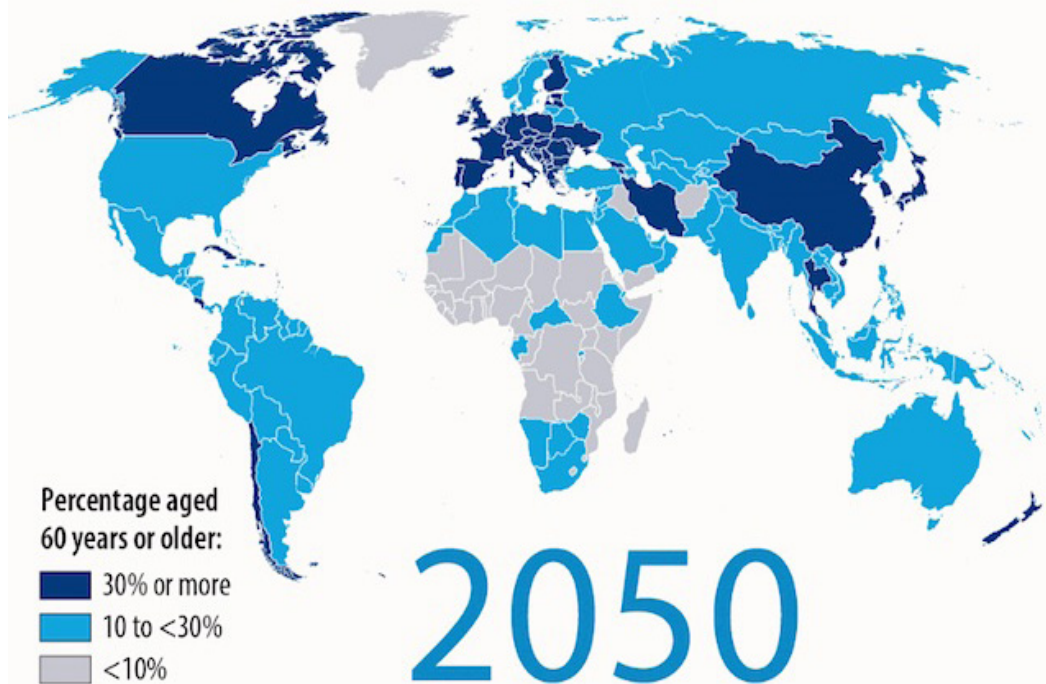 Percentage aged
60 years or older:
30% or more
10 to <30%
<10%
2050